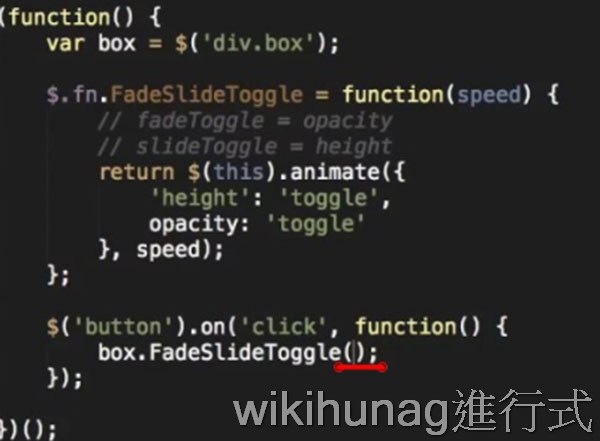 (function() {
var box = $('div.box');
$.fn.FadeSlideToggle = function(speed) {
// fadeToggle = opacity
// slideToggle = height
return $(this).animate({
'height': 'toggle',
opacity: 'toggle'
}, speed);
};
$('button').on('click', function() {
box.FadeSlideToggle();
});
wikihunag進行式
})();